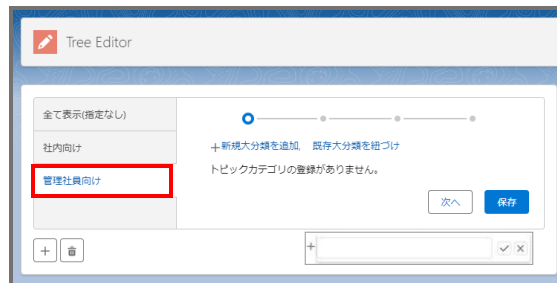 Tree Editor
全て表示(指定なし)
社内向け
管理社員向け
+新規大分類を追加, 既存大分類を紐づけ
トピックカテゴリの登録がありません。
次へ 保存
+
+